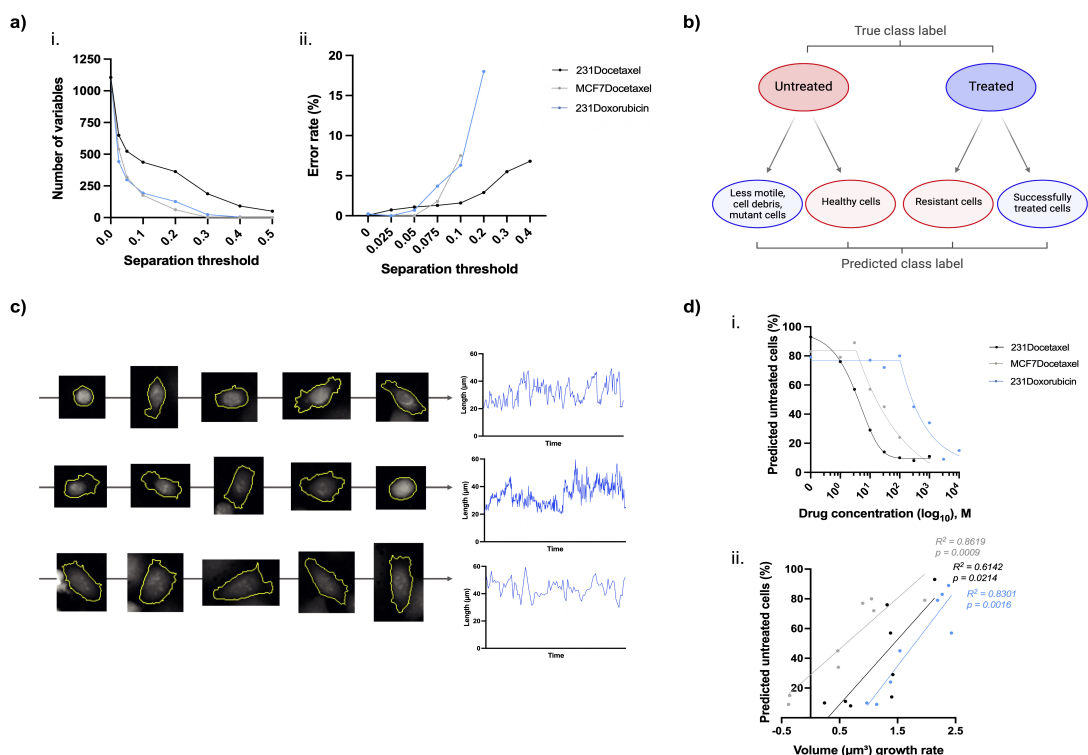 a)
i.
Number of variables
1250
1000
750
500
250
0
0.0
0.1
0.2
0.3
0.4
0.5
Separation threshold
ii.
Error rate (%)
20
15
10
5
0
0
0.025
0.05
0.075
0.1
0.2
0.3
0.4
Separation threshold
231Docetaxel
MCF7Docetaxel
231Doxorubicin
b)
True class label
Untreated
Treated
Less motile,
cell debris,
mutant cells
Healthy cells
Resistant cells
Successfully
treated cells
Predicted class label
c)
Length (µm)
60
40
20
0
Time
Length (µm)
60
40
20
0
Time
Length (µm)
60
40
20
0
Time
d)
i.
Predicted untreated cells (%)
100
80
60
40
20
0
0
10⁰
10¹
10²
10³
10⁴
Drug concentration (log₁₀), M
231Docetaxel
MCF7Docetaxel
231Doxorubicin
ii.
Predicted untreated cells (%)
100
80
60
40
20
-0.5
0.5
1.5
2.5
Volume (µm³) growth rate
R² = 0.8619
p = 0.0009
R² = 0.6142
p = 0.0214
R² = 0.8301
p = 0.0016